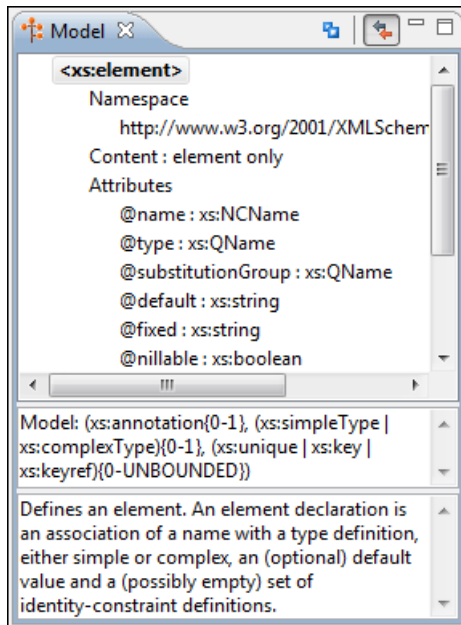 Model
<xs:element>
Namespace
http://www.w3.org/2001/XMLSchem
Content : element only
Attributes
@name : xs:NCName
@type : xs:QName
@substitutionGroup : xs:QName
@default : xs:string
@fixed : xs:string
@nillable : xs:boolean
Model: (xs:annotation{0-1}, (xs:simpleType |
xs:complexType){0-1}, (xs:unique | xs:key |
xs:keyref){0-UNBOUNDED})
Defines an element. An element declaration is
an association of a name with a type definition,
either simple or complex, an (optional) default
value and a (possibly empty) set of
identity-constraint definitions.